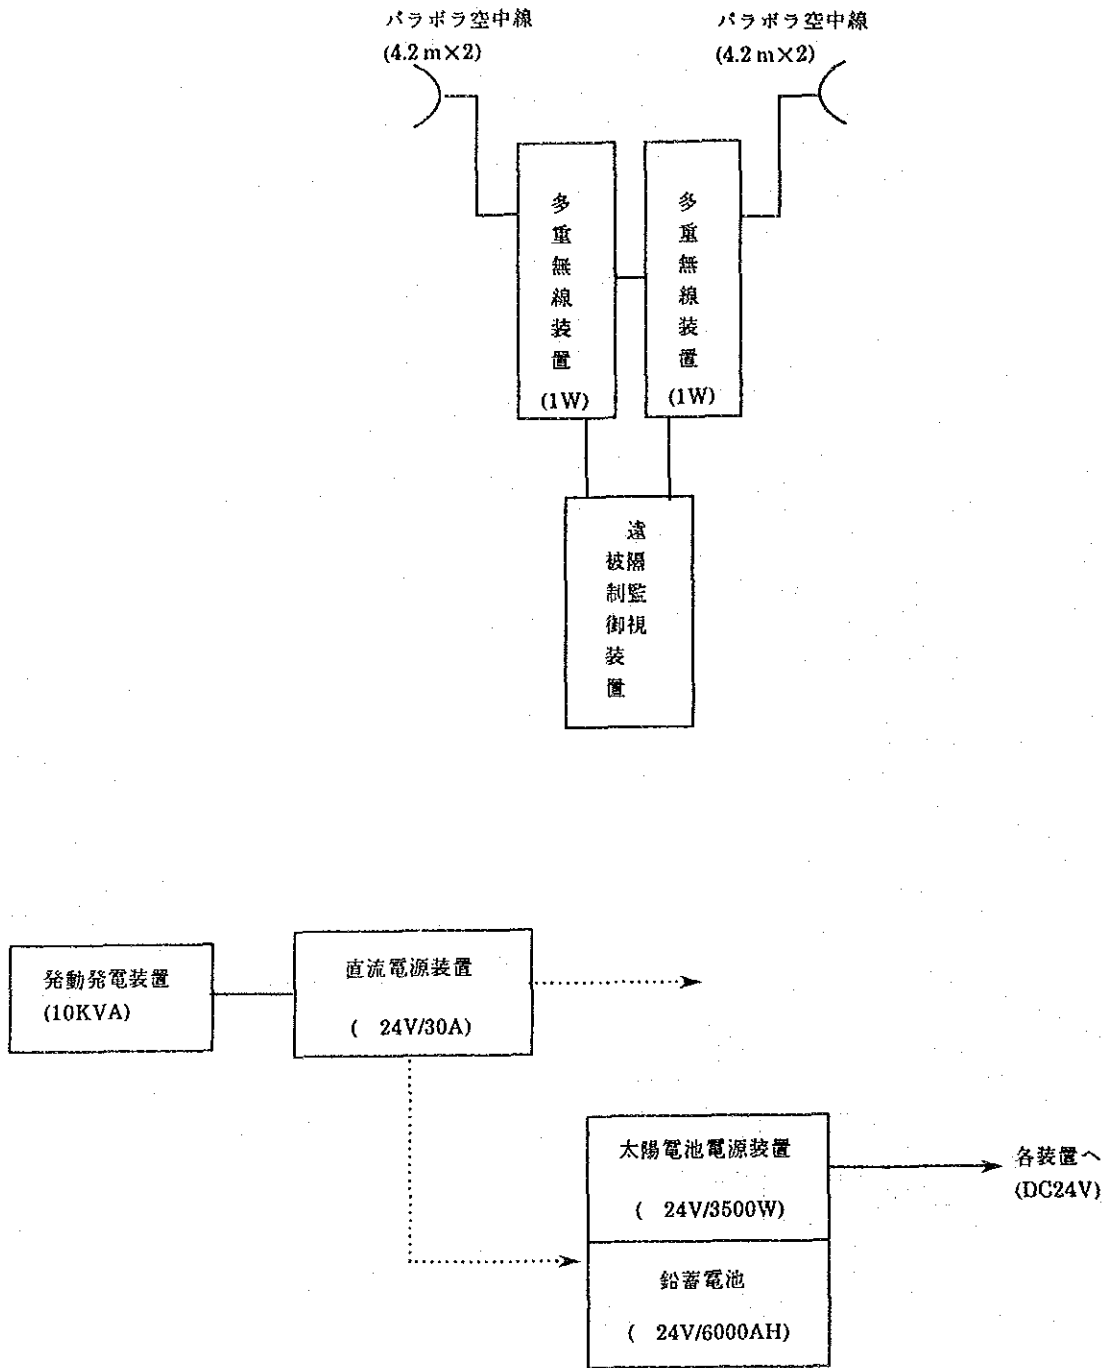 パラボラ空中線
(4.2m×2)
パラボラ空中線
(4.2m×2)
多重無線装置
(1W)
多重無線装置
(1W)
遠隔監視
被制御装置
発動発電装置
(10KVA)
直流電源装置
( 24V/30A)
太陽電池電源装置
( 24V/3500W)
各装置へ
(DC24V)
鉛蓄電池
( 24V/6000AH)